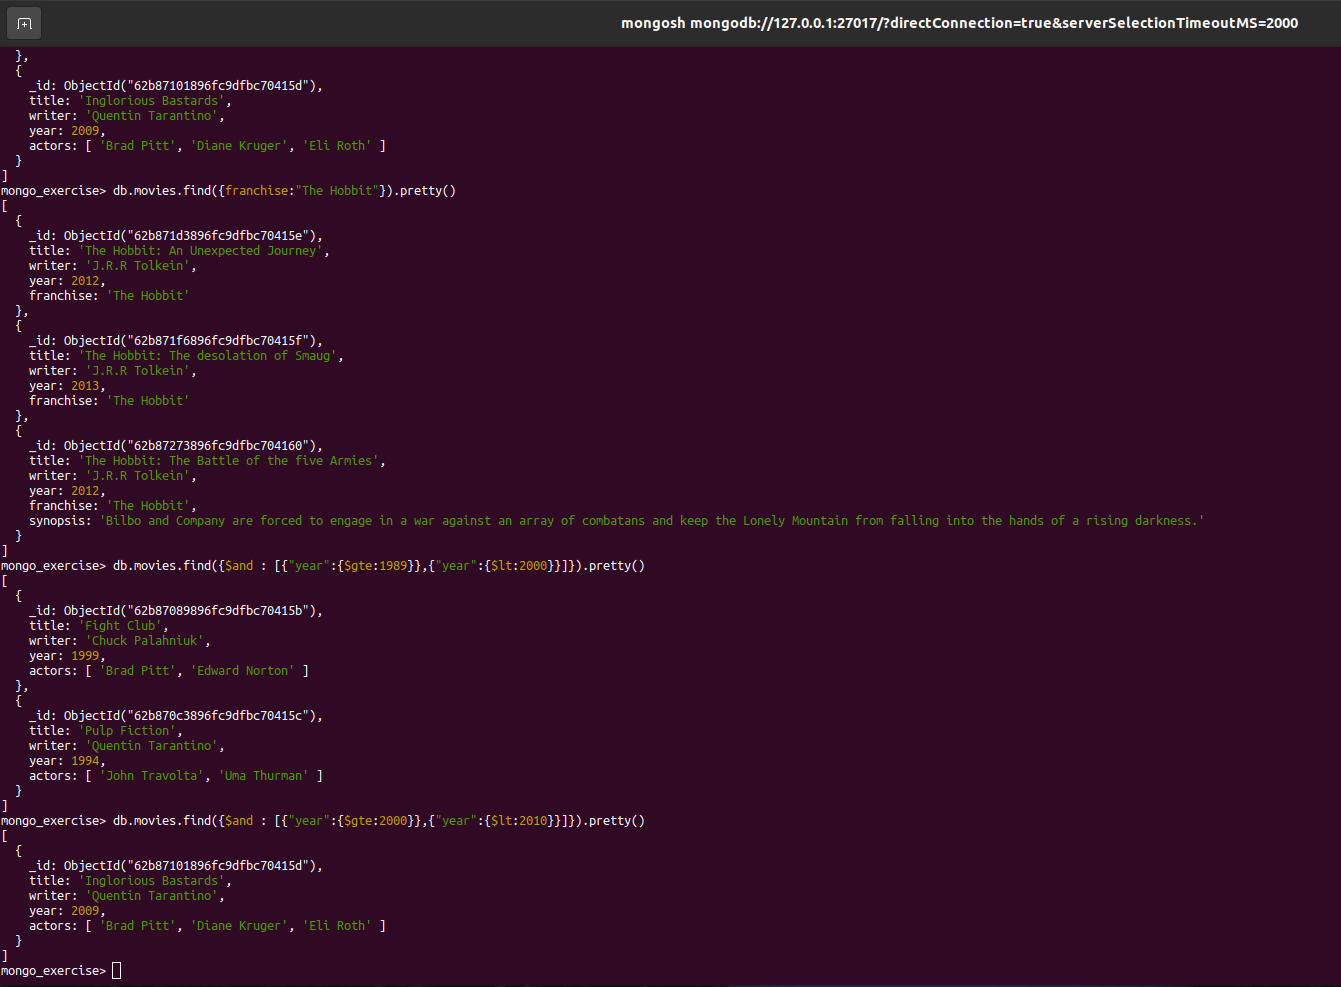 mongosh mongodb://127.0.0.1:27017/?directConnection=true&serverSelectionTimeoutMS=2000
  },
  {
    _id: ObjectId("62b87101896fc9dfbc70415d"),
    title: 'Inglorious Bastards',
    writer: 'Quentin Tarantino',
    year: 2009,
    actors: [ 'Brad Pitt', 'Diane Kruger', 'Eli Roth' ]
  }
]
mongo_exercise> db.movies.find({franchise:"The Hobbit"}).pretty()
[
  {
    _id: ObjectId("62b871d3896fc9dfbc70415e"),
    title: 'The Hobbit: An Unexpected Journey',
    writer: 'J.R.R Tolkein',
    year: 2012,
    franchise: 'The Hobbit'
  },
  {
    _id: ObjectId("62b871f6896fc9dfbc70415f"),
    title: 'The Hobbit: The desolation of Smaug',
    writer: 'J.R.R Tolkein',
    year: 2013,
    franchise: 'The Hobbit'
  },
  {
    _id: ObjectId("62b87273896fc9dfbc704160"),
    title: 'The Hobbit: The Battle of the five Armies',
    writer: 'J.R.R Tolkein',
    year: 2012,
    franchise: 'The Hobbit',
    synopsis: 'Bilbo and Company are forced to engage in a war against an array of combatans and keep the Lonely Mountain from falling into the hands of a rising darkness.'
  }
]
mongo_exercise> db.movies.find({$and : [{"year":{$gte:1989}},{"year":{$lt:2000}}]}).pretty()
[
  {
    _id: ObjectId("62b87089896fc9dfbc70415b"),
    title: 'Fight Club',
    writer: 'Chuck Palahniuk',
    year: 1999,
    actors: [ 'Brad Pitt', 'Edward Norton' ]
  },
  {
    _id: ObjectId("62b870c3896fc9dfbc70415c"),
    title: 'Pulp Fiction',
    writer: 'Quentin Tarantino',
    year: 1994,
    actors: [ 'John Travolta', 'Uma Thurman' ]
  }
]
mongo_exercise> db.movies.find({$and : [{"year":{$gte:2000}},{"year":{$lt:2010}}]}).pretty()
[
  {
    _id: ObjectId("62b87101896fc9dfbc70415d"),
    title: 'Inglorious Bastards',
    writer: 'Quentin Tarantino',
    year: 2009,
    actors: [ 'Brad Pitt', 'Diane Kruger', 'Eli Roth' ]
  }
]
mongo_exercise>